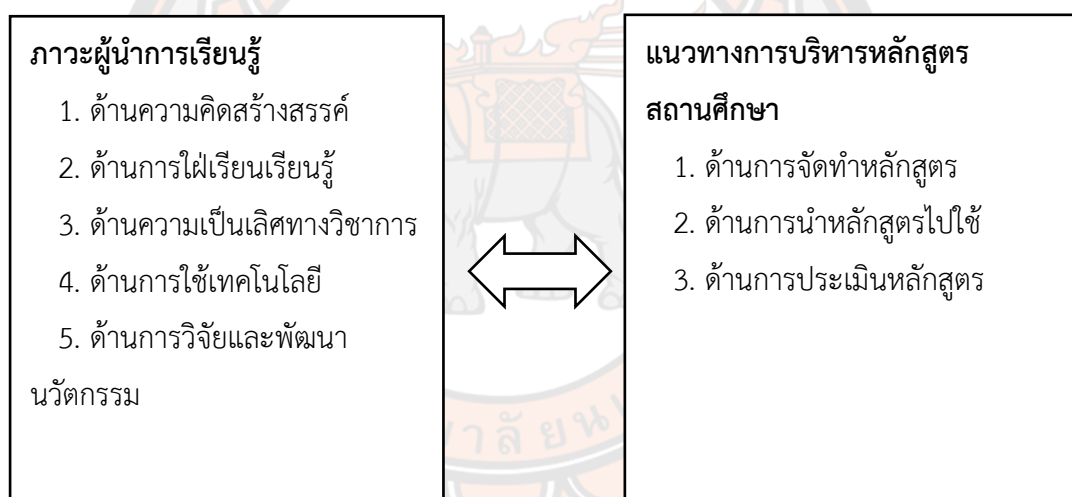 ภาวะผู้นำการเรียนรู้
1. ด้านความคิดสร้างสรรค์
2. ด้านการใฝ่เรียนเรียนรู้
3. ด้านความเป็นเลิศทางวิชาการ
4. ด้านการใช้เทคโนโลยี
5. ด้านการวิจัยและพัฒนา
นวัตกรรม
แนวทางการบริหารหลักสูตร
สถานศึกษา
1. ด้านการจัดทำหลักสูตร
2. ด้านการนำหลักสูตรไปใช้
3. ด้านการประเมินหลักสูตร